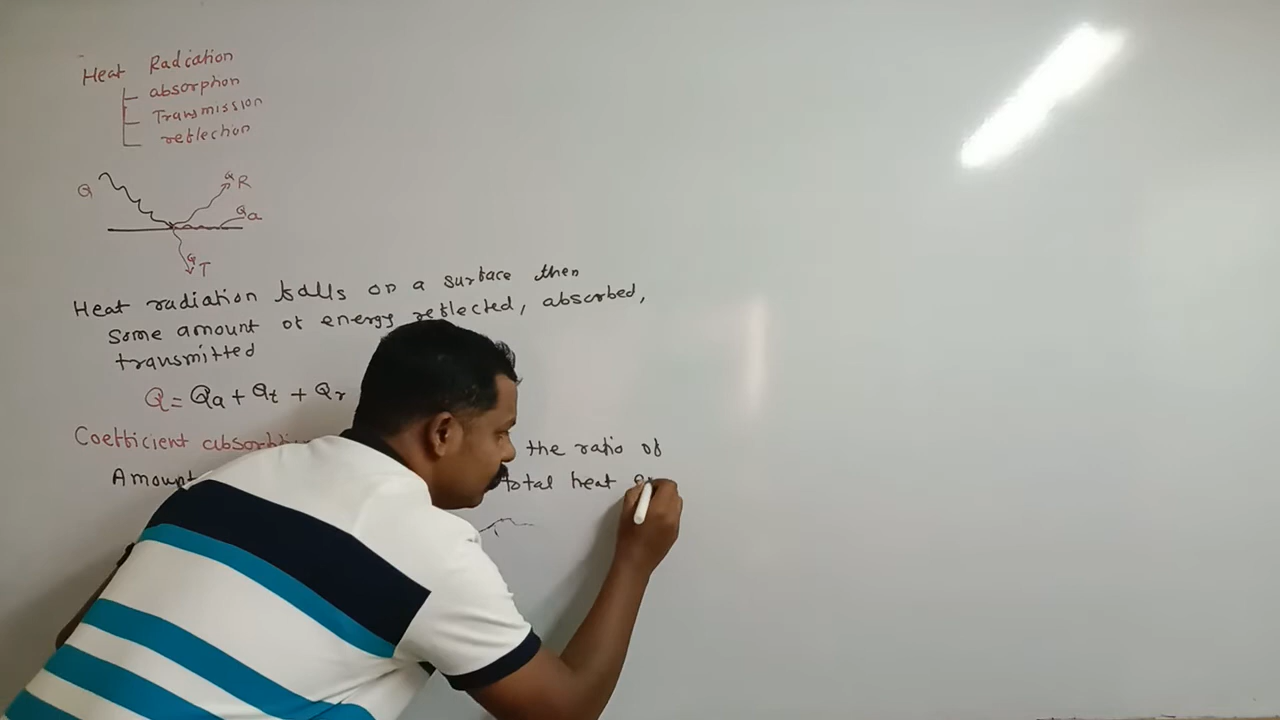 Heat Radiation
absorption
Transmission
reflection
Q
Q R
Q a
Q T
Heat radiation falls on a surface then
Some amount of energy reflected, absorbed,
transmitted
Q = Qa + Qt + Qr
Coefficient the ratio of
Amount total heat